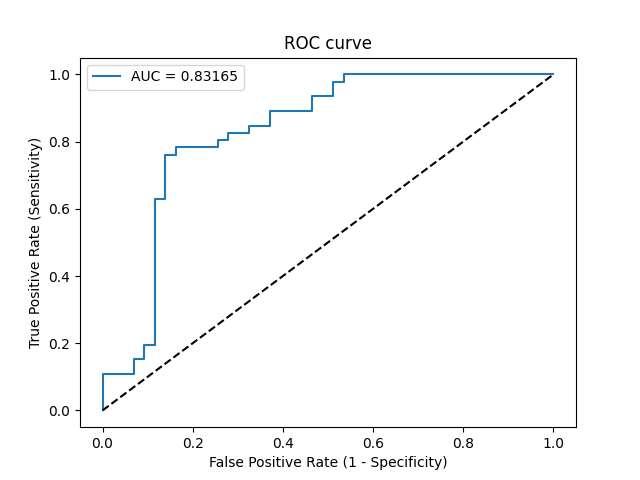 ROC curve
AUC = 0.83165
1.0
0.8
0.6
0.4
0.2
0.0
True Positive Rate (Sensitivity)
0.0 0.2 0.4 0.6 0.8 1.0
False Positive Rate (1 - Specificity)